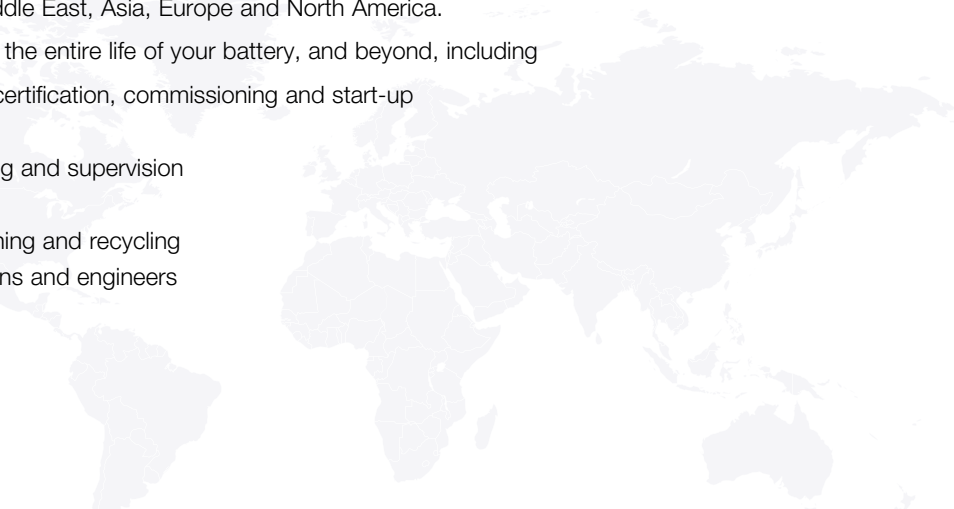 ddle East, Asia, Europe and North America.
the entire life of your battery, and beyond, including
certification, commissioning and start-up
g and supervision
ning and recycling
ns and engineers